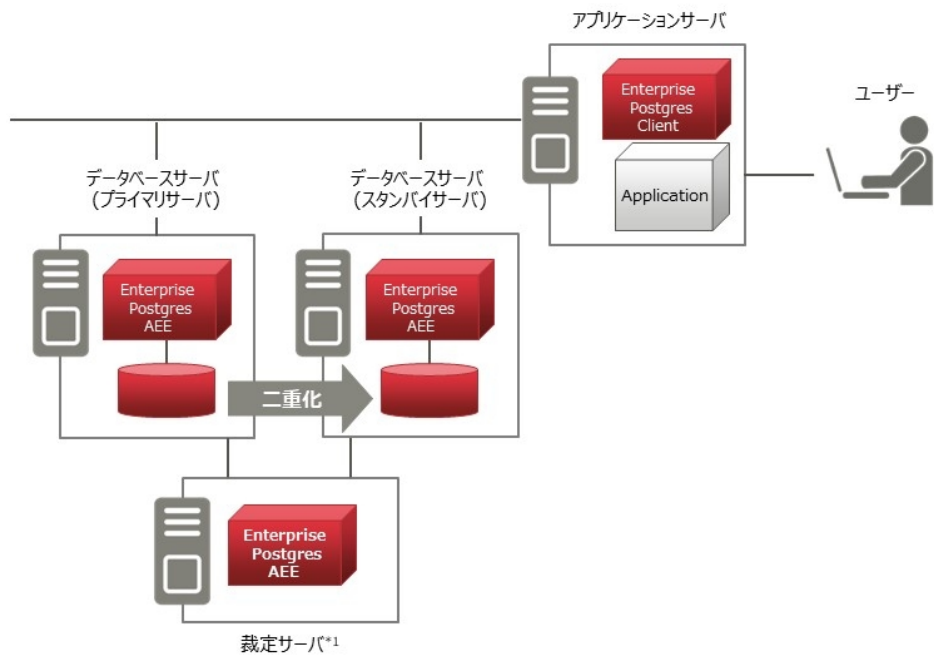 アプリケーションサーバ
Enterprise
Postgres
Client
Application
ユーザー
データベースサーバ
(プライマリサーバ)
Enterprise
Postgres
AEE
データベースサーバ
(スタンバイサーバ)
Enterprise
Postgres
AEE
二重化
Enterprise
Postgres
AEE
裁定サーバ*1